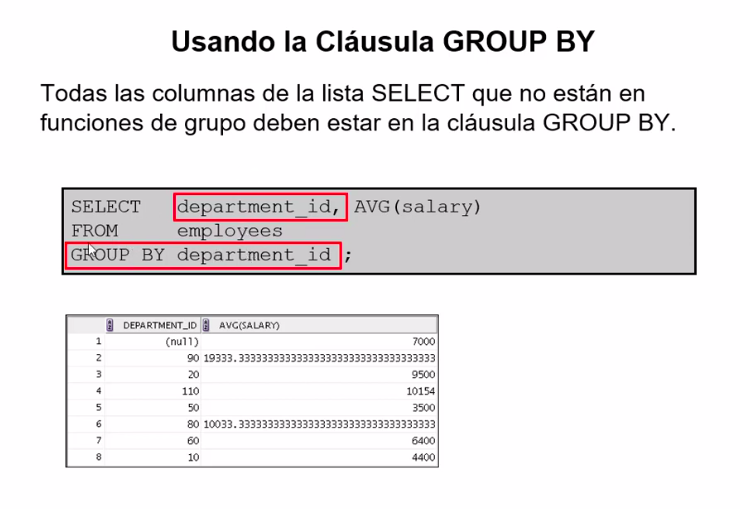 Usando la Cláusula GROUP BY
Todas las columnas de la lista SELECT que no están en
funciones de grupo deben estar en la cláusula GROUP BY.
SELECT department_id, AVG(salary)
FROM employees
GROUP BY department_id ;
DEPARTMENT_ID AVG(SALARY)
1 (null) 7000
2 90 19333.3333333333333333333333333333333333
3 20 9500
4 110 10154
5 50 3500
6 80 10033.3333333333333333333333333333333333
7 60 6400
8 10 4400